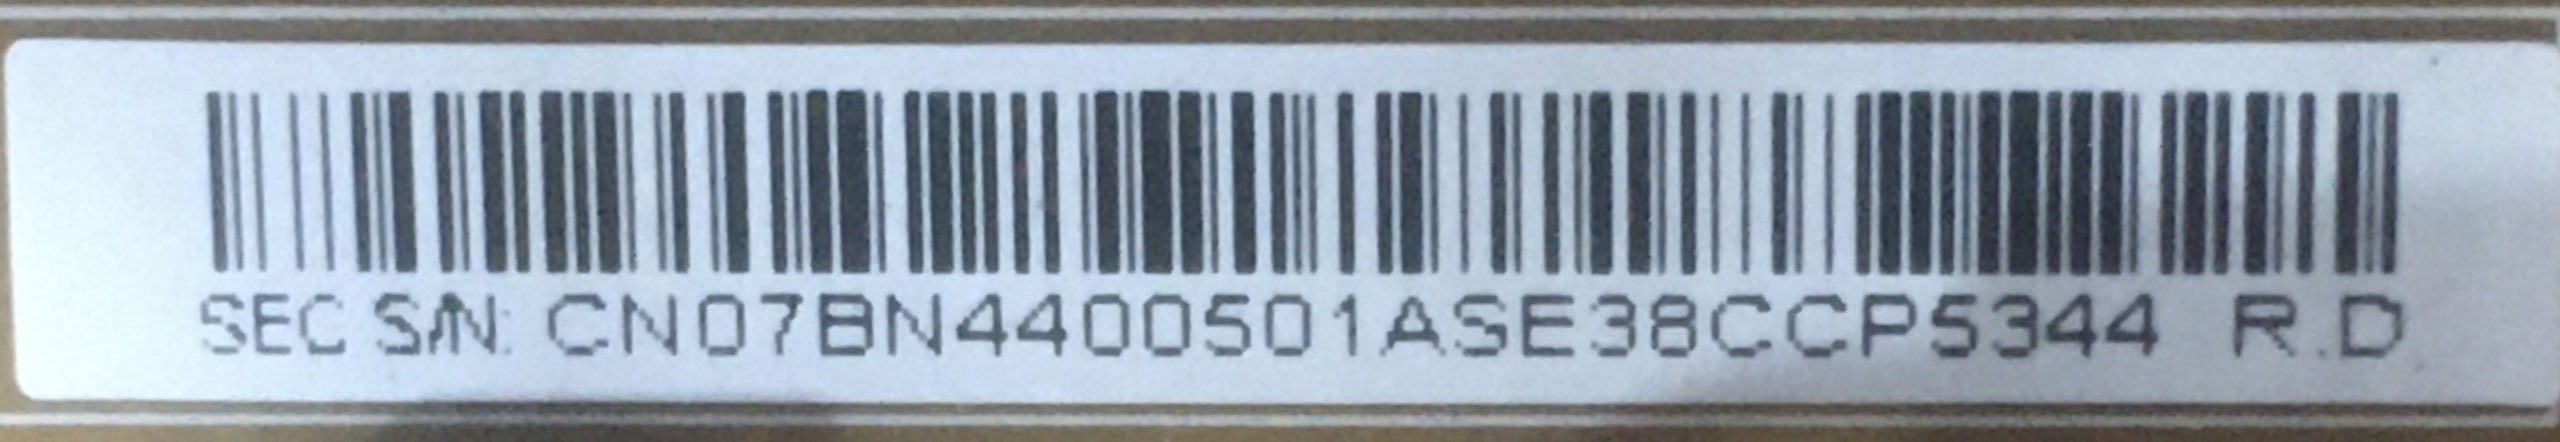 SEC S/N: CN07BN4400501ASE38CCP5344 R.D